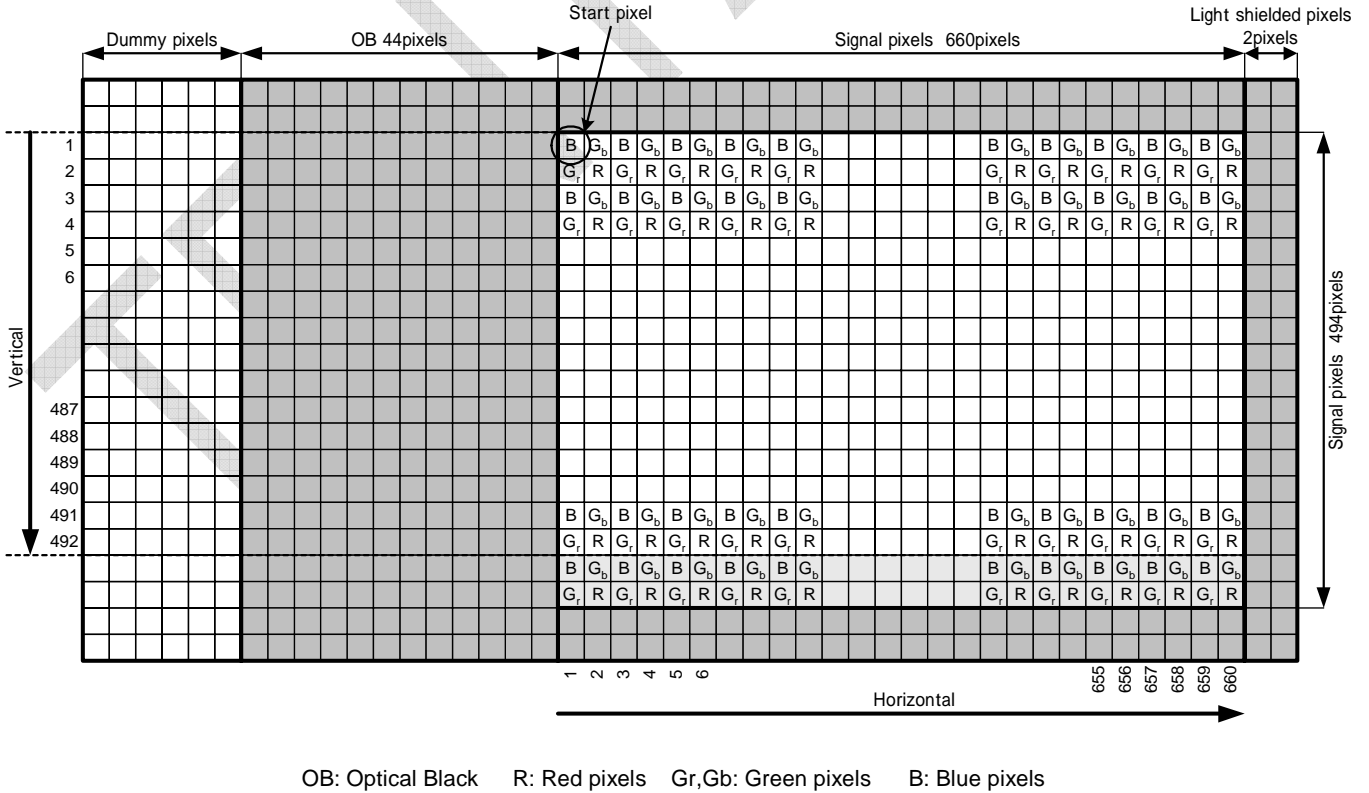 Start pixel
Light shielded pixels
Dummy pixels OB 44pixels Signal pixels 660pixels 2pixels
1 B Gb B Gb B Gb B Gb B Gb B Gb B Gb B Gb B Gb B Gb
2 Gr R Gr R Gr R Gr R Gr R Gr R Gr R Gr R Gr R Gr R
3 B Gb B Gb B Gb B Gb B Gb B Gb B Gb B Gb B Gb B Gb
4 Gr R Gr R Gr R Gr R Gr R Gr R Gr R Gr R Gr R Gr R
5
6
Vertical
Signal pixels 494pixels
487
488
489
490
491 B Gb B Gb B Gb B Gb B Gb B Gb B Gb B Gb B Gb B Gb
492 Gr R Gr R Gr R Gr R Gr R Gr R Gr R Gr R Gr R Gr R
B Gb B Gb B Gb B Gb B Gb B Gb B Gb B Gb B Gb B Gb
Gr R Gr R Gr R Gr R Gr R Gr R Gr R Gr R Gr R Gr R
1 2 3 4 5 6 655 656 657 658 659 660
Horizontal
OB: Optical Black R: Red pixels Gr,Gb: Green pixels B: Blue pixels